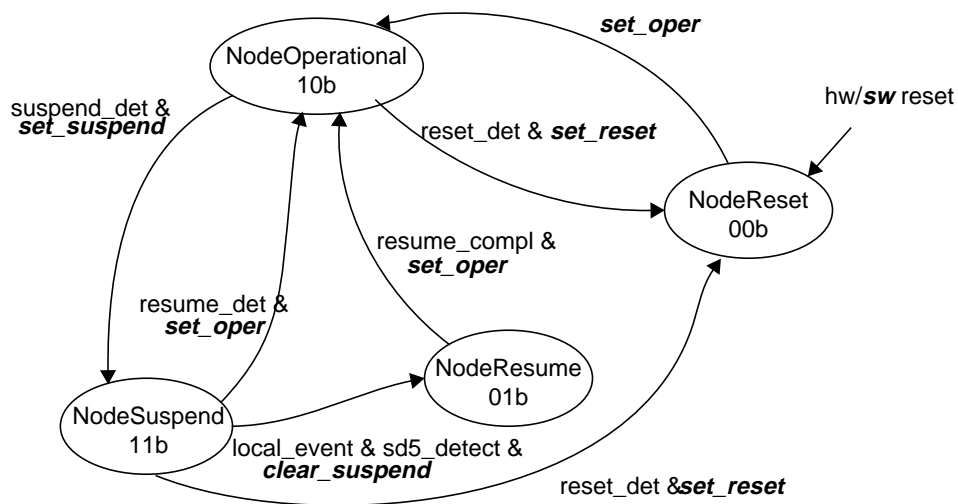 set_oper
NodeOperational
10b
hw/sw reset
suspend_det &
set_suspend
reset_det & set_reset
NodeReset
00b
resume_compl &
set_oper
resume_det &
set_oper
NodeResume
01b
NodeSuspend
11b
local_event & sd5_detect &
clear_suspend
reset_det &set_reset